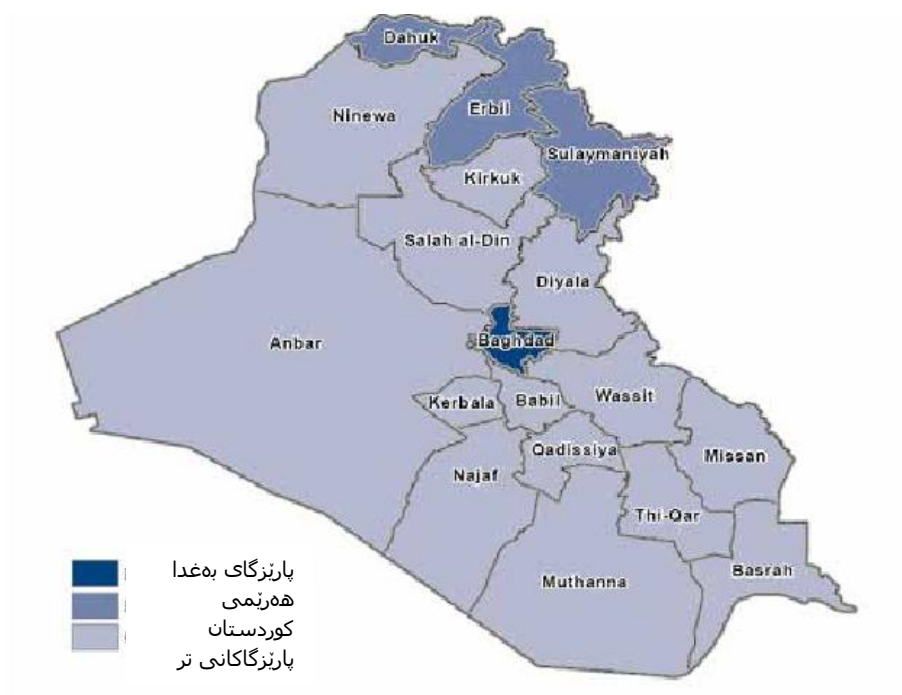 Dahuk
Ninewa
Erbil
Sulaymaniyah
Kirkuk
Salah al-Din
Diyala
Anbar
Baghdad
Kerbala
Babil
Wassit
Qadissiya
Najaf
Missan
Thi-Qar
Basrah
Muthanna
پارێزگای بەغدا
هەرێمی
كوردستان
پارێزگاکانی تر